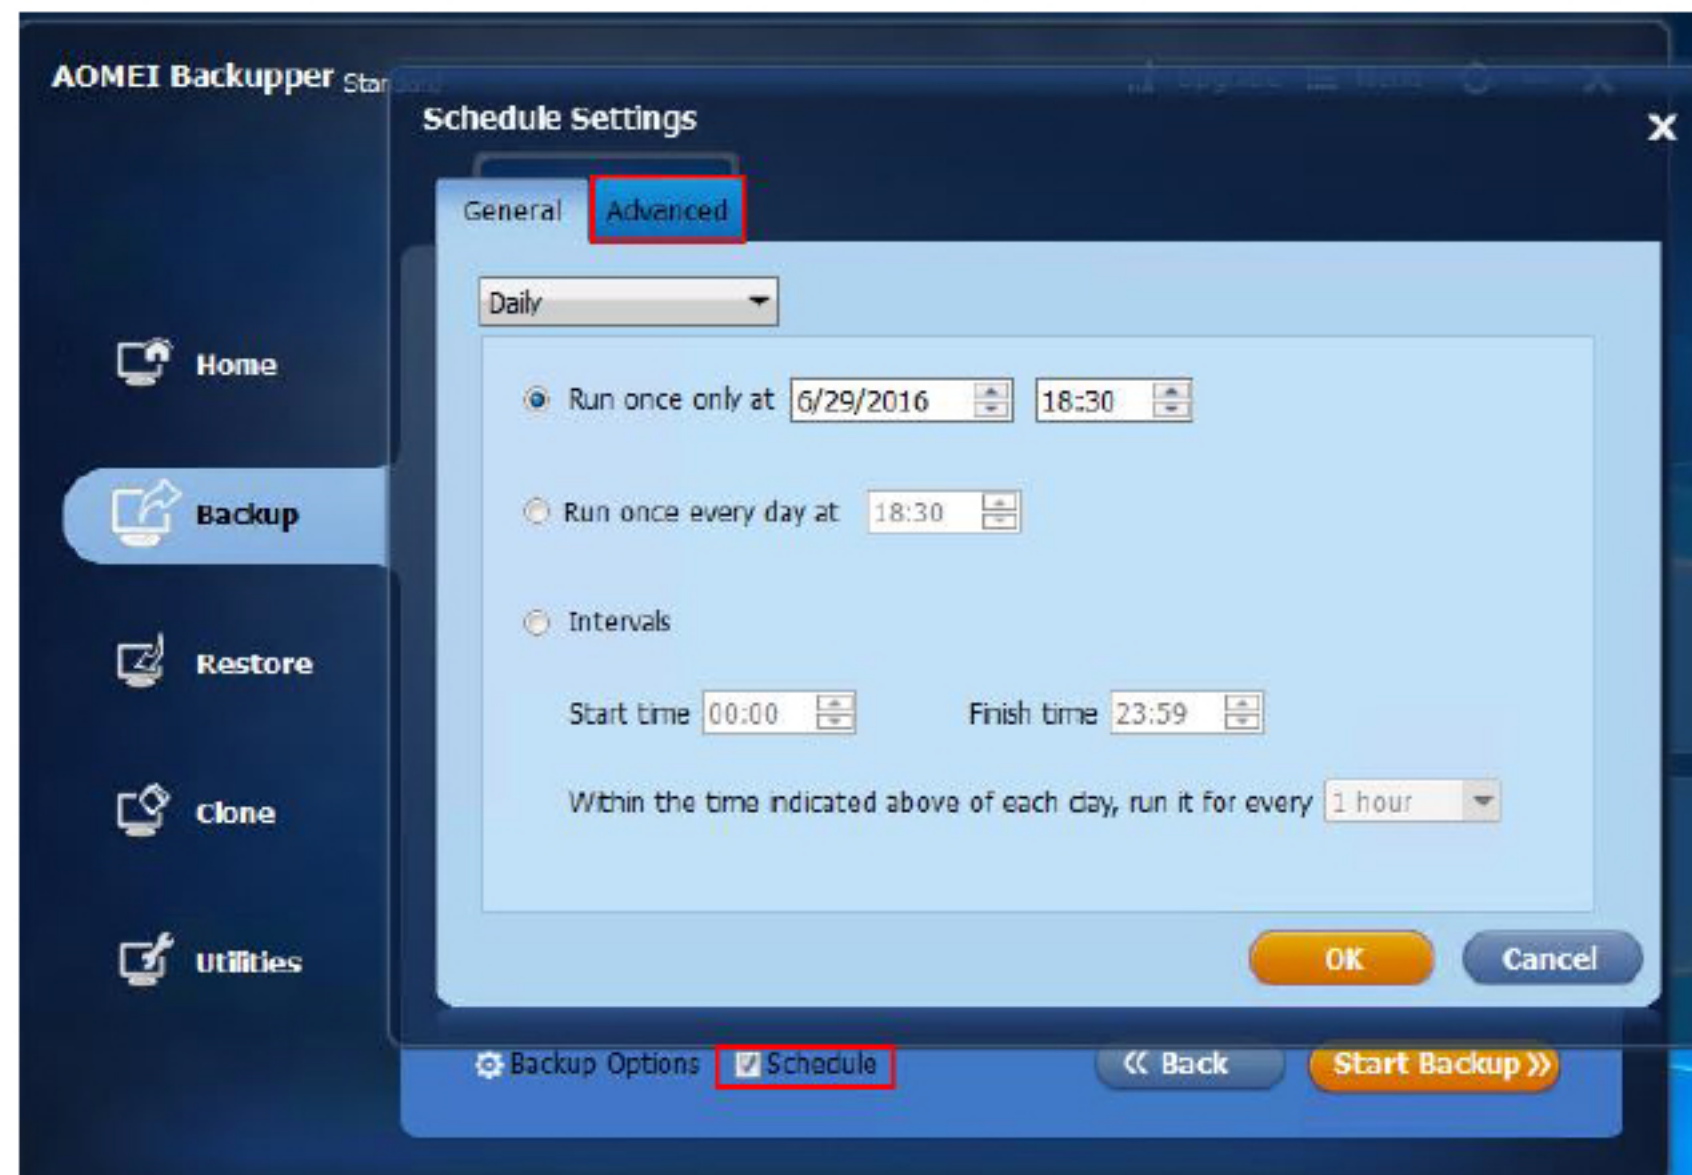 AOMEI Backupper Standard
Upgrade Menu
Schedule Settings
General Advanced
Daily
Home
Run once only at 6/29/2016 18:30
Backup
Run once every day at 18:30
Intervals
Restore
Start time 00:00 Finish time 23:59
Clone
Within the time indicated above of each day, run it for every 1 hour
Utilities
OK Cancel
Backup Options Schedule Back Start Backup